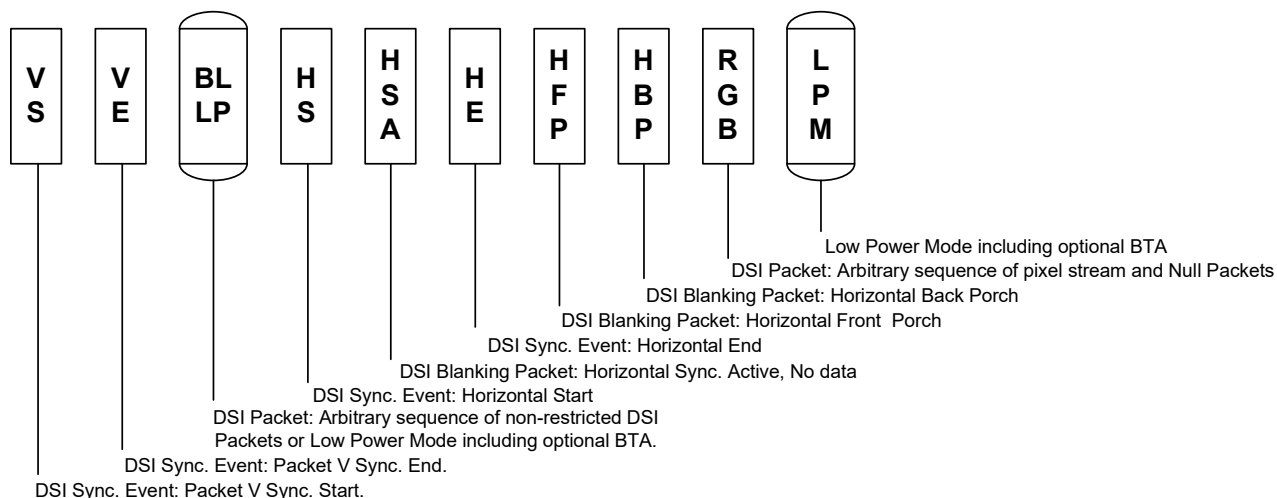 V
S
V
E
BL
LP
H
S
H
S
A
H
E
H
F
P
H
B
P
R
G
B
L
P
M
Low Power Mode including optional BTA
DSI Packet: Arbitrary sequence of pixel stream and Null Packets
DSI Blanking Packet: Horizontal Back Porch
DSI Blanking Packet: Horizontal Front Porch
DSI Sync. Event: Horizontal End
DSI Blanking Packet: Horizontal Sync. Active, No data
DSI Sync. Event: Horizontal Start
DSI Packet: Arbitrary sequence of non-restricted DSI
Packets or Low Power Mode including optional BTA.
DSI Sync. Event: Packet V Sync. End.
DSI Sync. Event: Packet V Sync. Start.